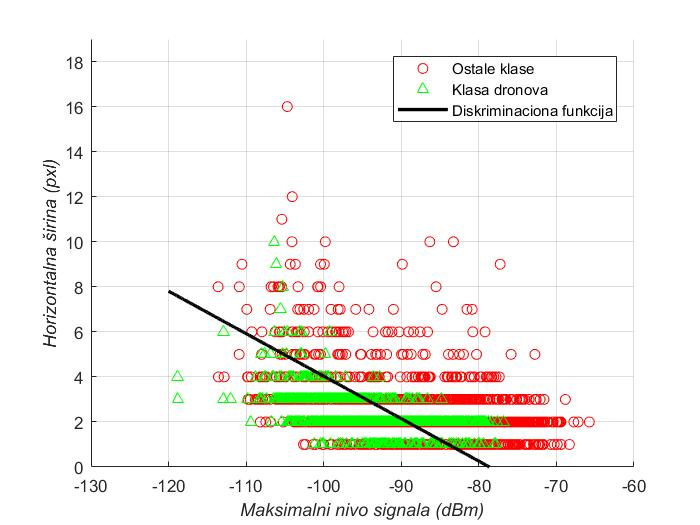 Ostale klase
Klasa dronova
Diskriminaciona funkcija
Horizontalna širina (pxl)
18
16
14
12
10
8
6
4
2
0
-130 -120 -110 -100 -90 -80 -70 -60
Maksimalni nivo signala (dBm)